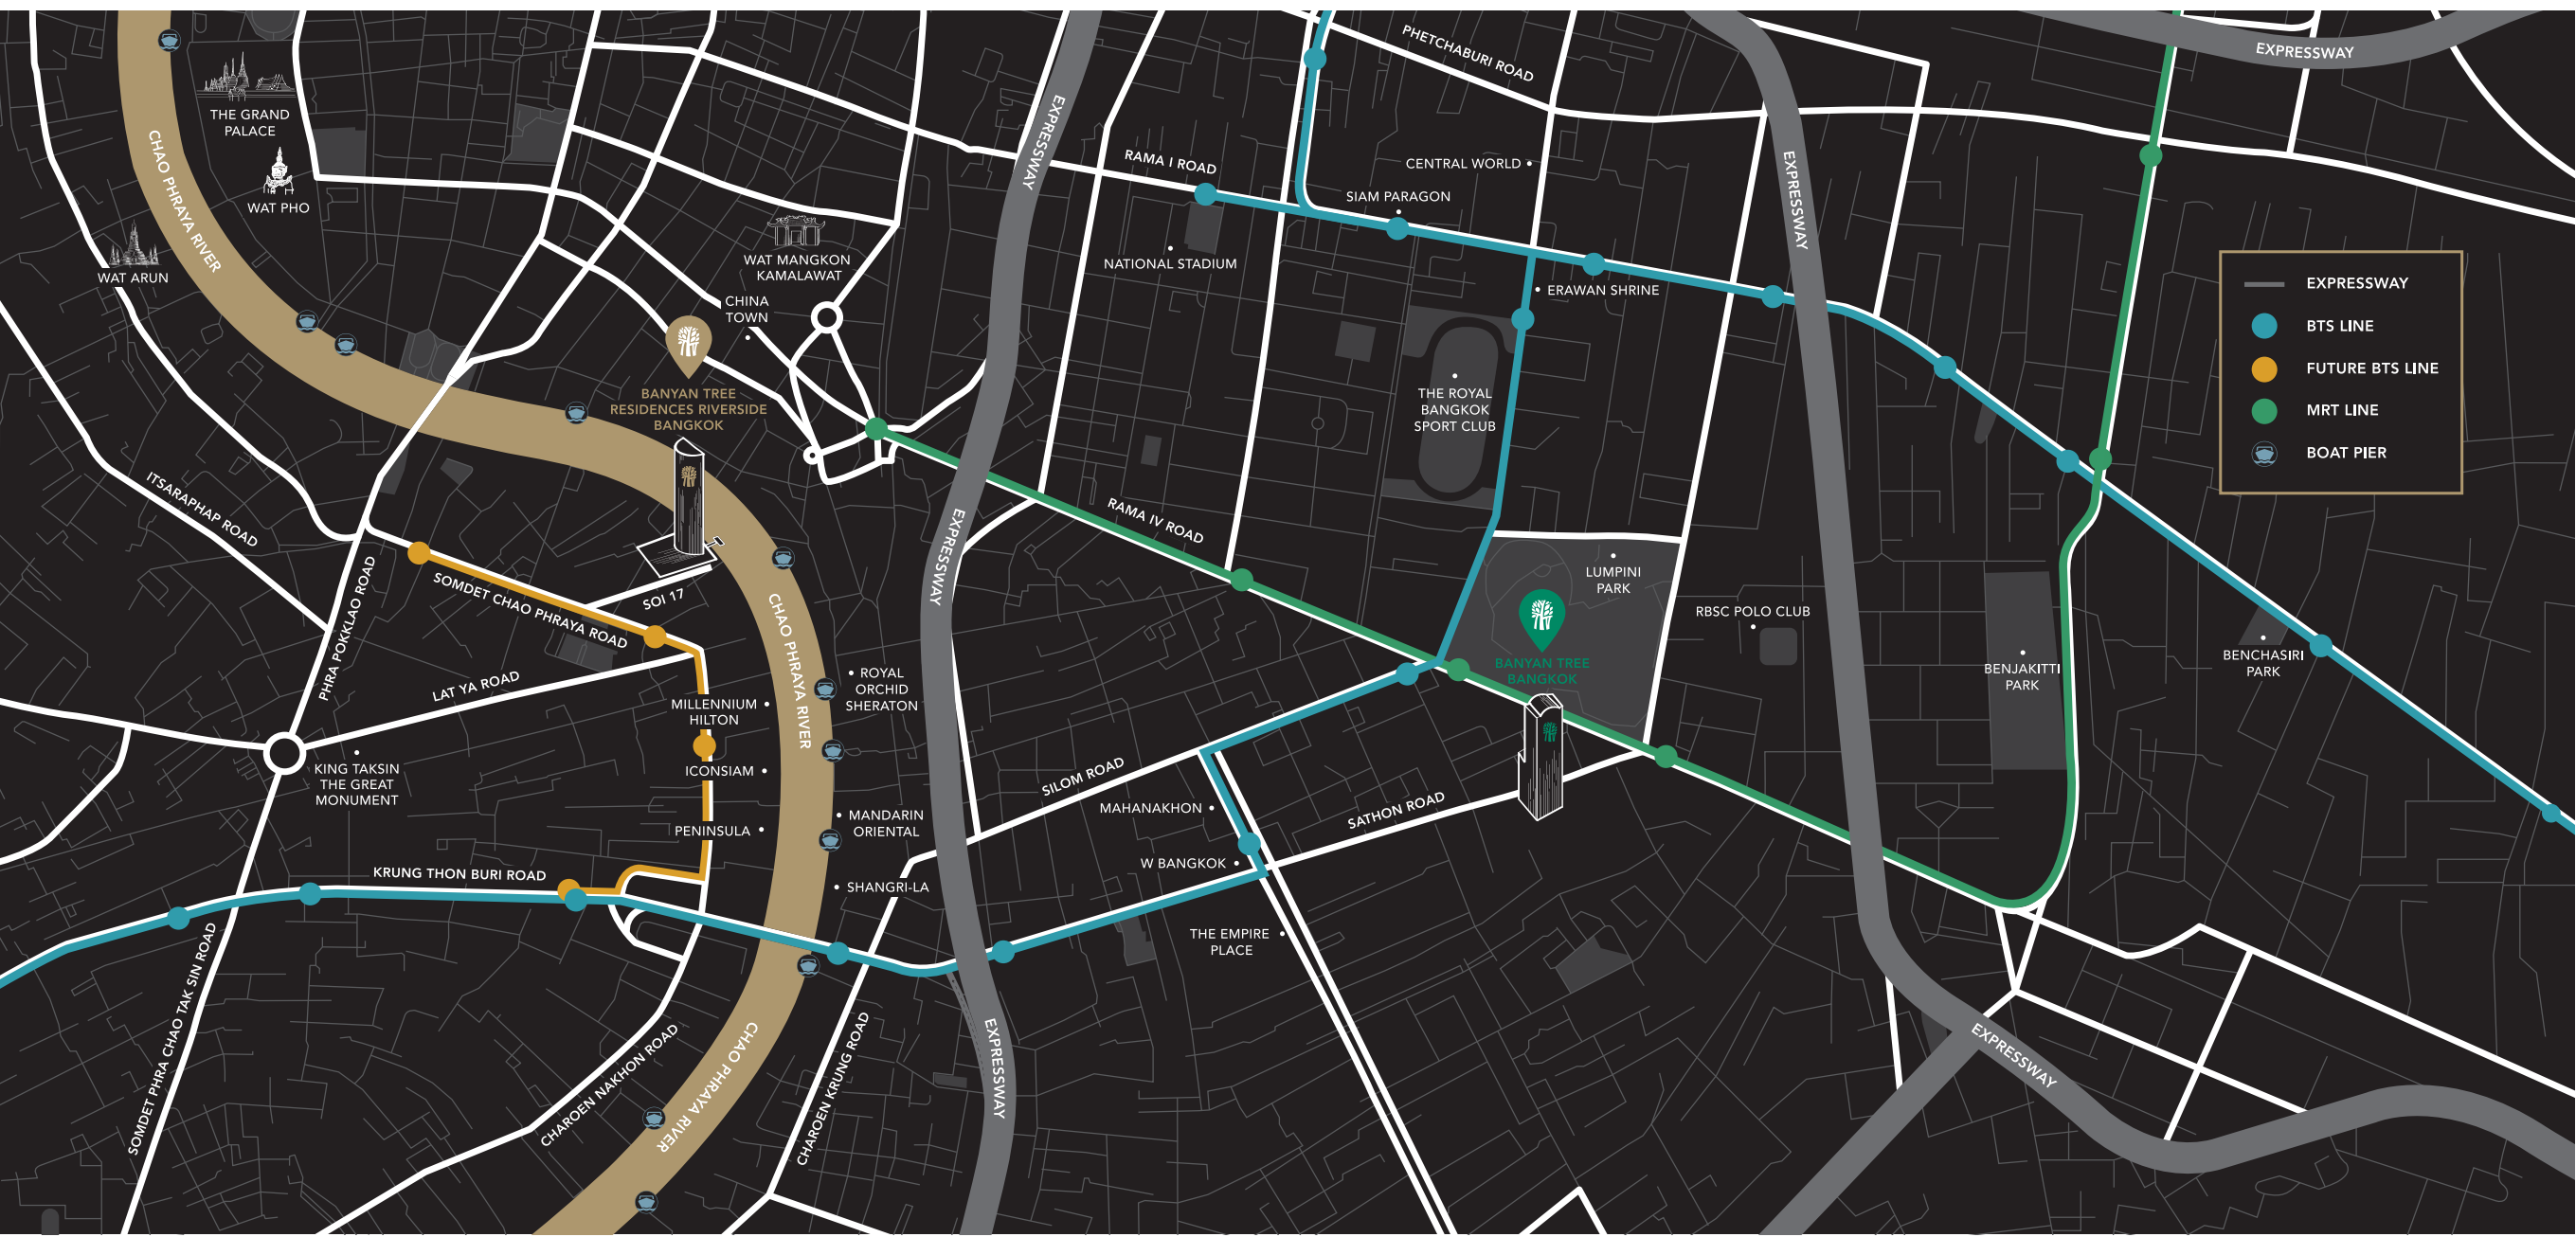 PHETCHABURI ROAD
EXPRESSWAY
THE GRAND
PALACE
CHAO PHRAYA RIVER
EXPRESSWAY
RAMA I ROAD
CENTRAL WORLD
EXPRESSWAY
WAT PHO
SIAM PARAGON
WAT ARUN
WAT MANGKON
KAMALAWAT
NATIONAL STADIUM
ERAWAN SHRINE
CHINA
TOWN
EXPRESSWAY
BTS LINE
FUTURE BTS LINE
MRT LINE
BOAT PIER
BANYAN TREE
RESIDENCES RIVERSIDE
BANGKOK
THE ROYAL
BANGKOK
SPORT CLUB
ITSARAPHAP ROAD
RAMA IV ROAD
EXPRESSWAY
PHRA POKKLAO ROAD
SOMDET CHAO PHRAYA ROAD
SOI 17
CHAO PHRAYA RIVER
LUMPINI
PARK
RBSC POLO CLUB
BANYAN TREE
BANGKOK
BENJAKITTI
PARK
BENCHASIRI
PARK
LAT YA ROAD
ROYAL
ORCHID
SHERATON
MILLENNIUM
HILTON
KING TAKSIN
THE GREAT
MONUMENT
ICONSIAM
SILOM ROAD
N
MAHANAKHON
SATHON ROAD
PENINSULA
MANDARIN
ORIENTAL
W BANGKOK
KRUNG THON BURI ROAD
SHANGRI-LA
THE EMPIRE
PLACE
SOMDET PHRA CHAO TAK SIN ROAD
CHAROEN NAKHON ROAD
CHAO PHRAYA RIVER
CHAROEN KRUNG ROAD
EXPRESSWAY
EXPRESSWAY